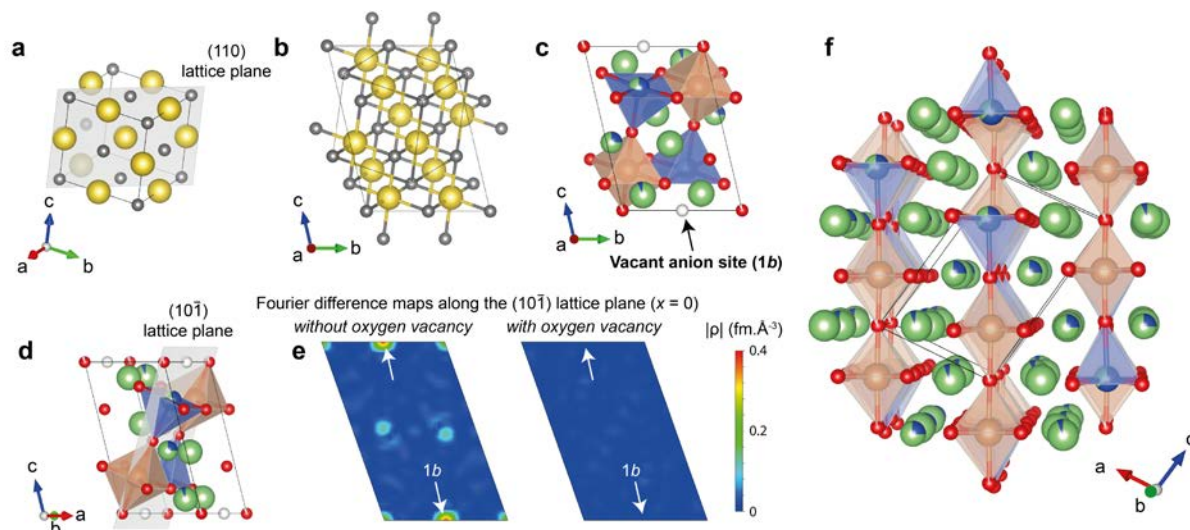 a
(110)
lattice plane
c
a
b
b
c
a
b
c
c
a
b
Vacant anion site (1b)
d
(101̄)
lattice plane
c
b
a
Fourier difference maps along the (101̄) lattice plane (x = 0)
without oxygen vacancy
with oxygen vacancy
|ρ| (fm.Å⁻³)
e
1b
1b
0.4
0.2
0
f
a
b
c